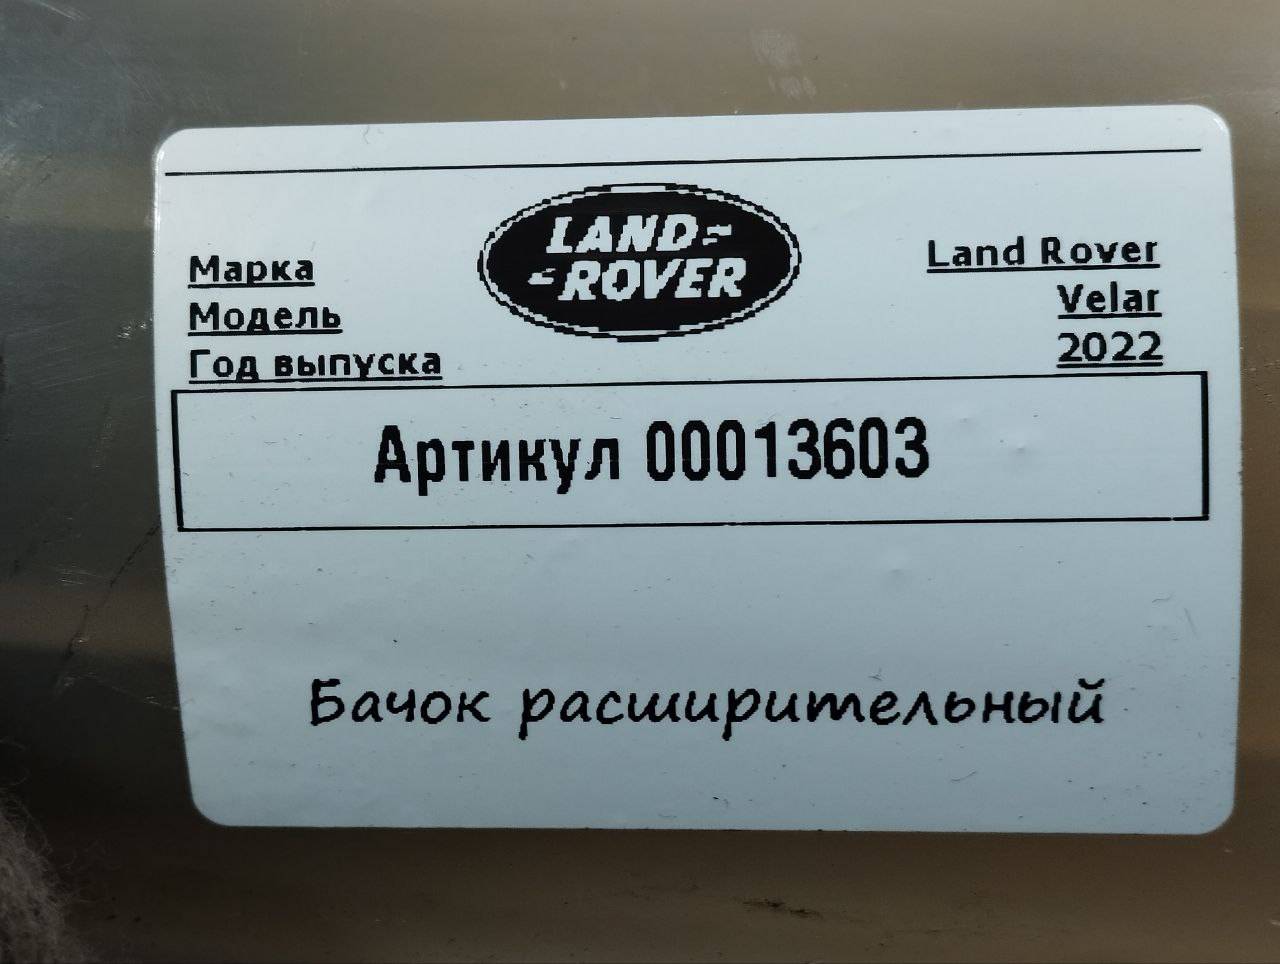 LAND-
-ROVER
Марка Land Rover
Модель Velar
Год выпуска 2022
Артикул 00013603
Бачок расширительный